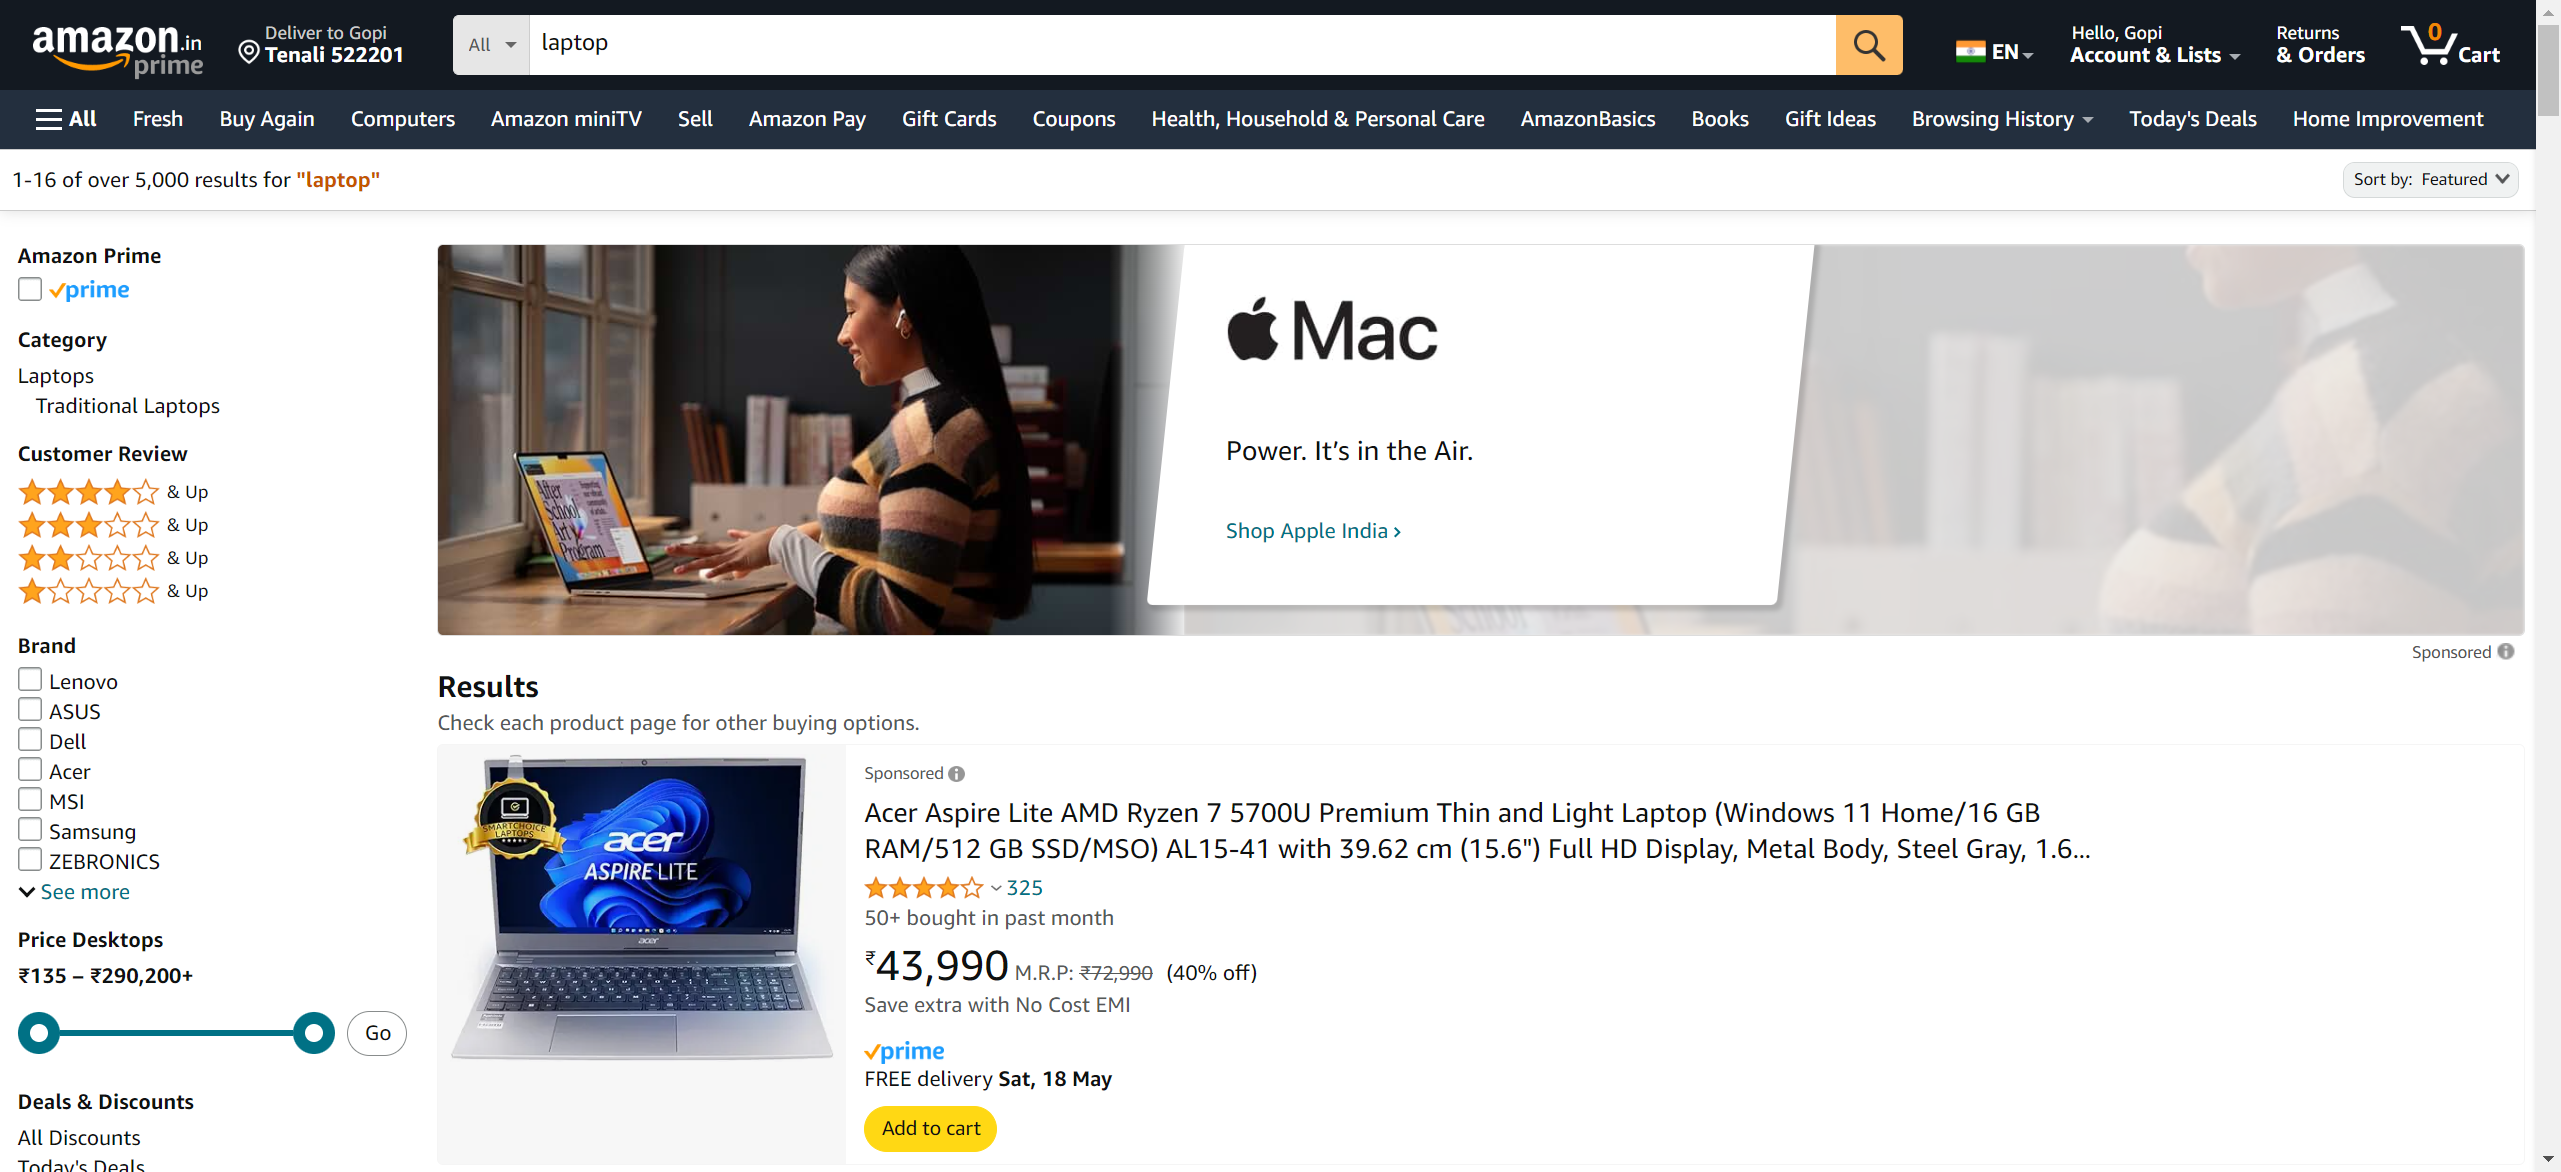 amazon.in
prime
Deliver to Gopi
Tenali 522201
All
laptop
EN
Hello, Gopi
Account & Lists
Returns
& Orders
0
Cart
All
Fresh
Buy Again
Computers
Amazon miniTV
Sell
Amazon Pay
Gift Cards
Coupons
Health, Household & Personal Care
AmazonBasics
Books
Gift Ideas
Browsing History
Today's Deals
Home Improvement
1-16 of over 5,000 results for "laptop"
Sort by: Featured
Amazon Prime
prime
Category
Laptops
Traditional Laptops
Customer Review
& Up
& Up
& Up
& Up
Brand
Lenovo
ASUS
Dell
Acer
MSI
Samsung
ZEBRONICS
See more
Price Desktops
₹135 – ₹290,200+
Go
Deals & Discounts
All Discounts
Today's Deals
After
School
Art
Program
Mac
Power. It’s in the Air.
Shop Apple India ›
Sponsored
Results
Check each product page for other buying options.
SMARTCHOICE
LAPTOPS
acer
ASPIRE LITE
acer
Sponsored
Acer Aspire Lite AMD Ryzen 7 5700U Premium Thin and Light Laptop (Windows 11 Home/16 GB
RAM/512 GB SSD/MSO) AL15-41 with 39.62 cm (15.6") Full HD Display, Metal Body, Steel Gray, 1.6...
325
50+ bought in past month
₹43,990 M.R.P: ₹72,990 (40% off)
Save extra with No Cost EMI
prime
FREE delivery Sat, 18 May
Add to cart